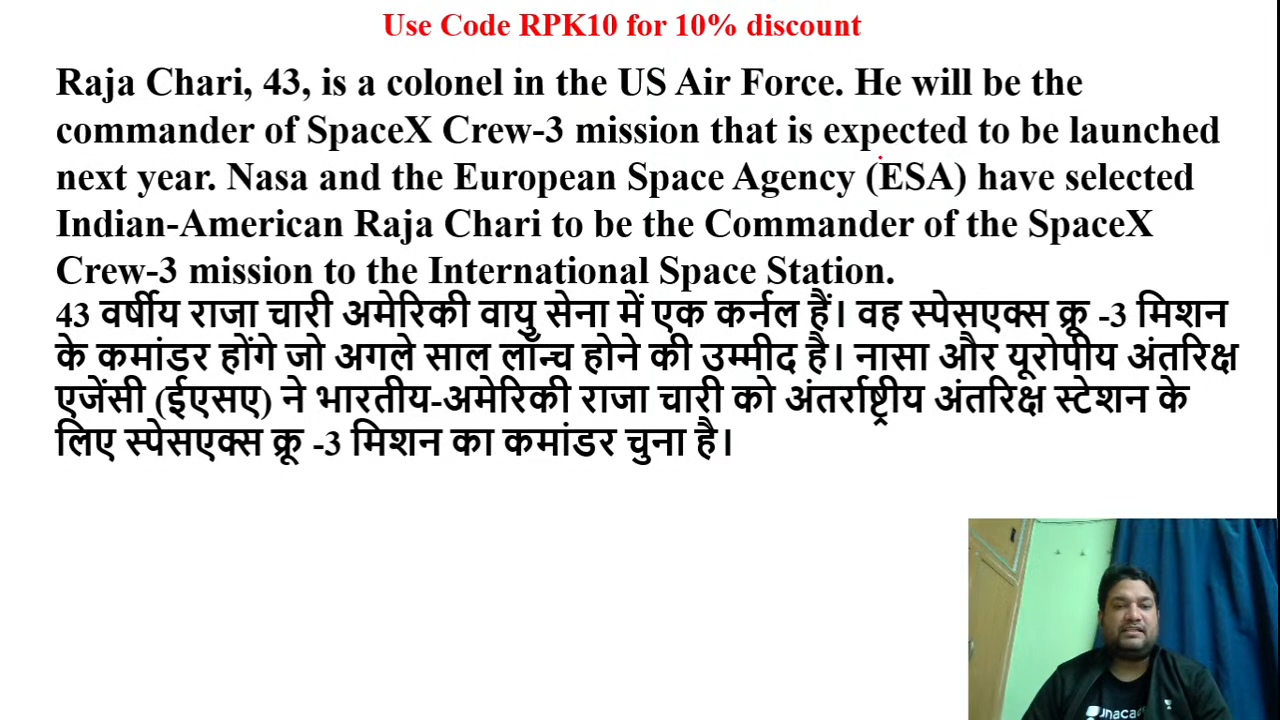 Use Code RPK10 for 10% discount
Raja Chari, 43, is a colonel in the US Air Force. He will be the
commander of SpaceX Crew-3 mission that is expected to be launched
next year. Nasa and the European Space Agency (ESA) have selected
Indian-American Raja Chari to be the Commander of the SpaceX
Crew-3 mission to the International Space Station.
43 वर्षीय राजा चारी अमेरिकी वायु सेना में एक कर्नल हैं। वह स्पेसएक्स क्रू -3 मिशन
के कमांडर होंगे जो अगले साल लॉन्च होने की उम्मीद है। नासा और यूरोपीय अंतरिक्ष
एजेंसी (ईएसए) ने भारतीय-अमेरिकी राजा चारी को अंतर्राष्ट्रीय अंतरिक्ष स्टेशन के
लिए स्पेसएक्स क्रू -3 मिशन का कमांडर चुना है।